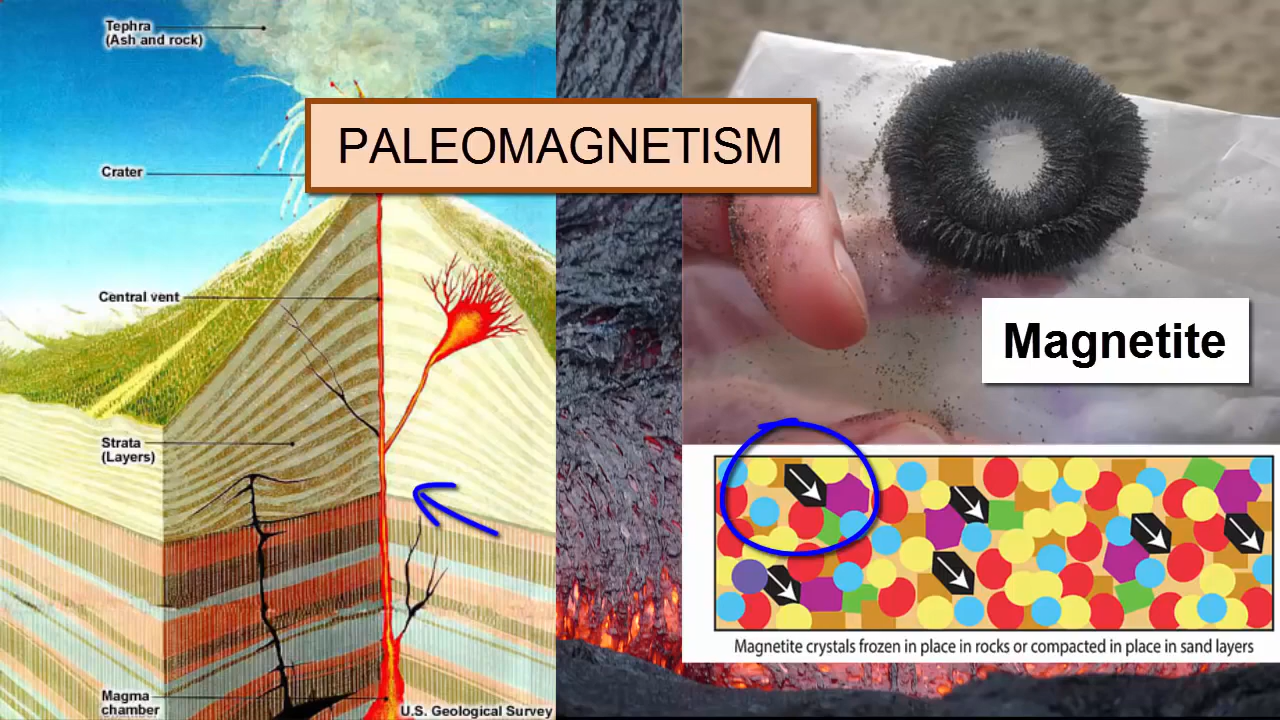 Tephra
(Ash and rock)
PALEOMAGNETISM
Crater
Central vent
Magnetite
Strata
(Layers)
Magnetite crystals frozen in place in rocks or compacted in place in sand layers
Magma
chamber
U.S. Geological Survey